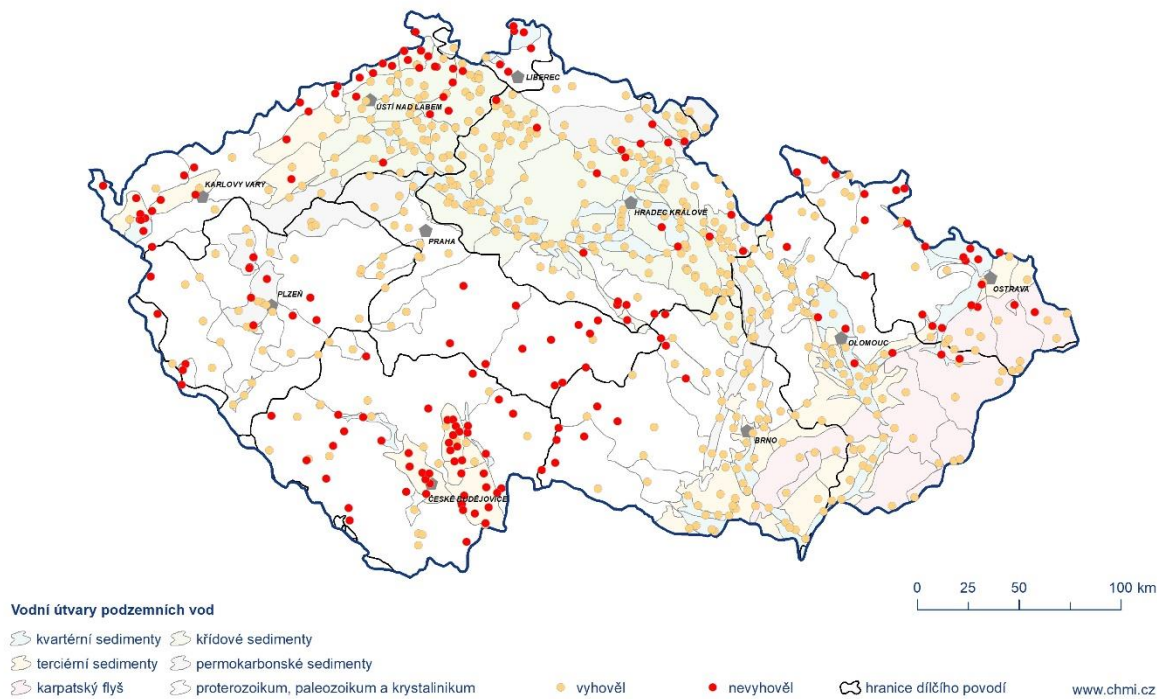 LIBEREC
ÚSTÍ NAD LABEM
KARLOVY VARY
HRADEC KRÁLOVÉ
PRAHA
OSTRAVA
PLZEŇ
OLOMOUC
BRNO
ČESKÉ BUDĚJOVICE
0 25 50 100 km
Vodní útvary podzemních vod
kvartérní sedimenty křídové sedimenty
terciérní sedimenty permokarbonské sedimenty
karpatský flyš proterozoikum, paleozoikum a krystalinikum vyhověl nevyhověl hranice dílčího povodí www.chmi.cz